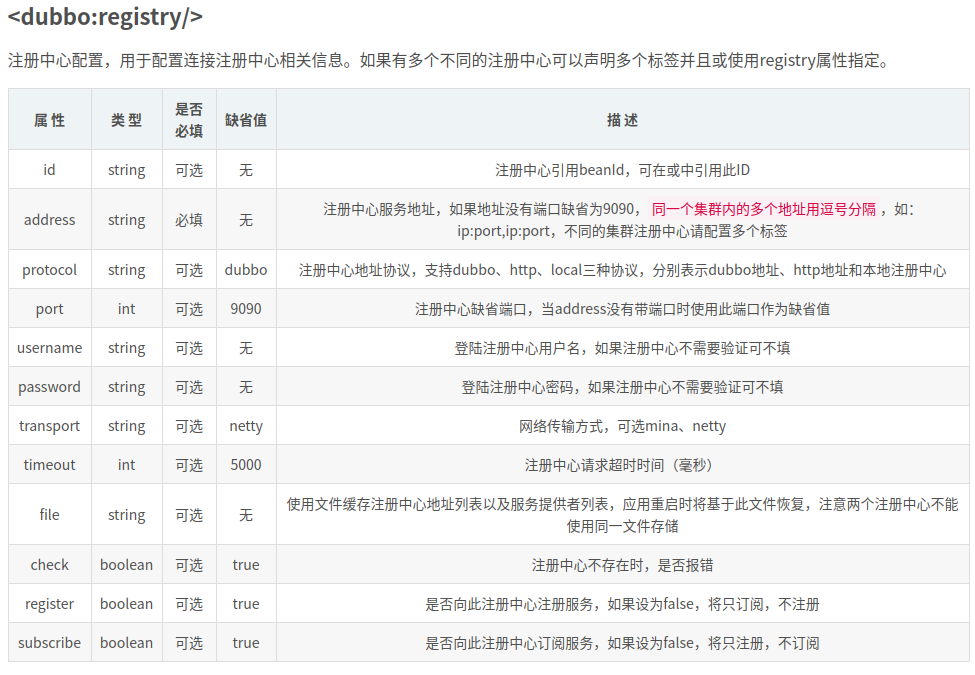 <dubbo:registry/>
注册中心配置，用于配置连接注册中心相关信息。如果有多个不同的注册中心可以声明多个标签并且或使用registry属性指定。
属 性 类 型 是否必填 缺省值 描 述
id string 可选 无 注册中心引用beanId，可在或中引用此ID
address string 必填 无 注册中心服务地址，如果地址没有端口缺省为9090， 同一个集群内的多个地址用逗号分隔 ，如：
ip:port,ip:port，不同的集群注册中心请配置多个标签
protocol string 可选 dubbo 注册中心地址协议，支持dubbo、http、local三种协议，分别表示dubbo地址、http地址和本地注册中心
port int 可选 9090 注册中心缺省端口，当address没有带端口时使用此端口作为缺省值
username string 可选 无 登陆注册中心用户名，如果注册中心不需要验证可不填
password string 可选 无 登陆注册中心密码，如果注册中心不需要验证可不填
transport string 可选 netty 网络传输方式，可选mina、netty
timeout int 可选 5000 注册中心请求超时时间（毫秒）
file string 可选 无 使用文件缓存注册中心地址列表以及服务提供者列表，应用重启时将基于此文件恢复，注意两个注册中心不能
使用同一文件存储
check boolean 可选 true 注册中心不存在时，是否报错
register boolean 可选 true 是否向此注册中心注册服务，如果设为false，将只订阅，不注册
subscribe boolean 可选 true 是否向此注册中心订阅服务，如果设为false，将只注册，不订阅